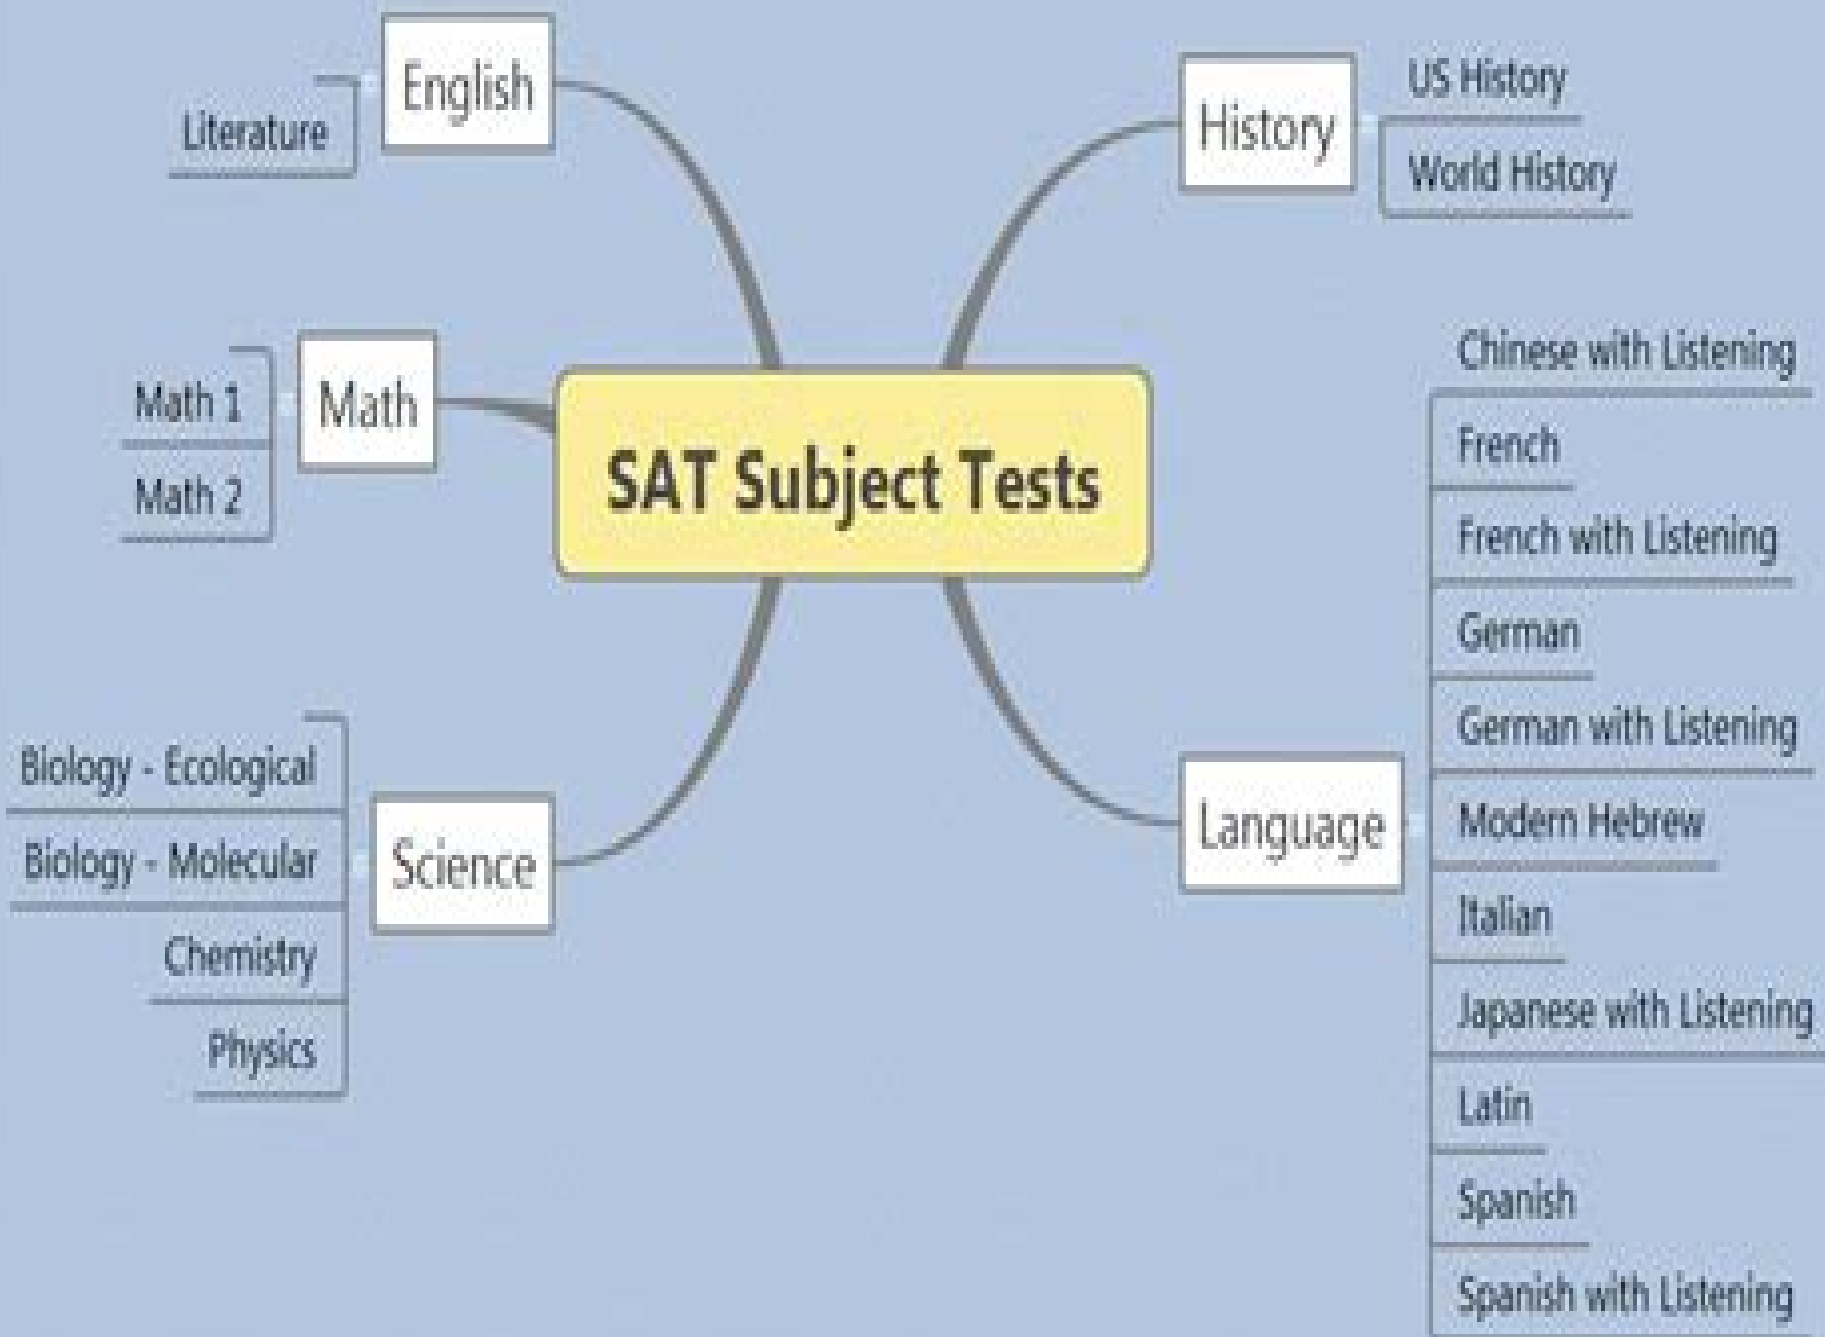 English
Literature
Math
Math 1
Math 2
Science
Biology - Ecological
Biology - Molecular
Chemistry
Physics
SAT Subject Tests
History
US History
World History
Language
Chinese with Listening
French
French with Listening
German
German with Listening
Modern Hebrew
Italian
Japanese with Listening
Latin
Spanish
Spanish with Listening